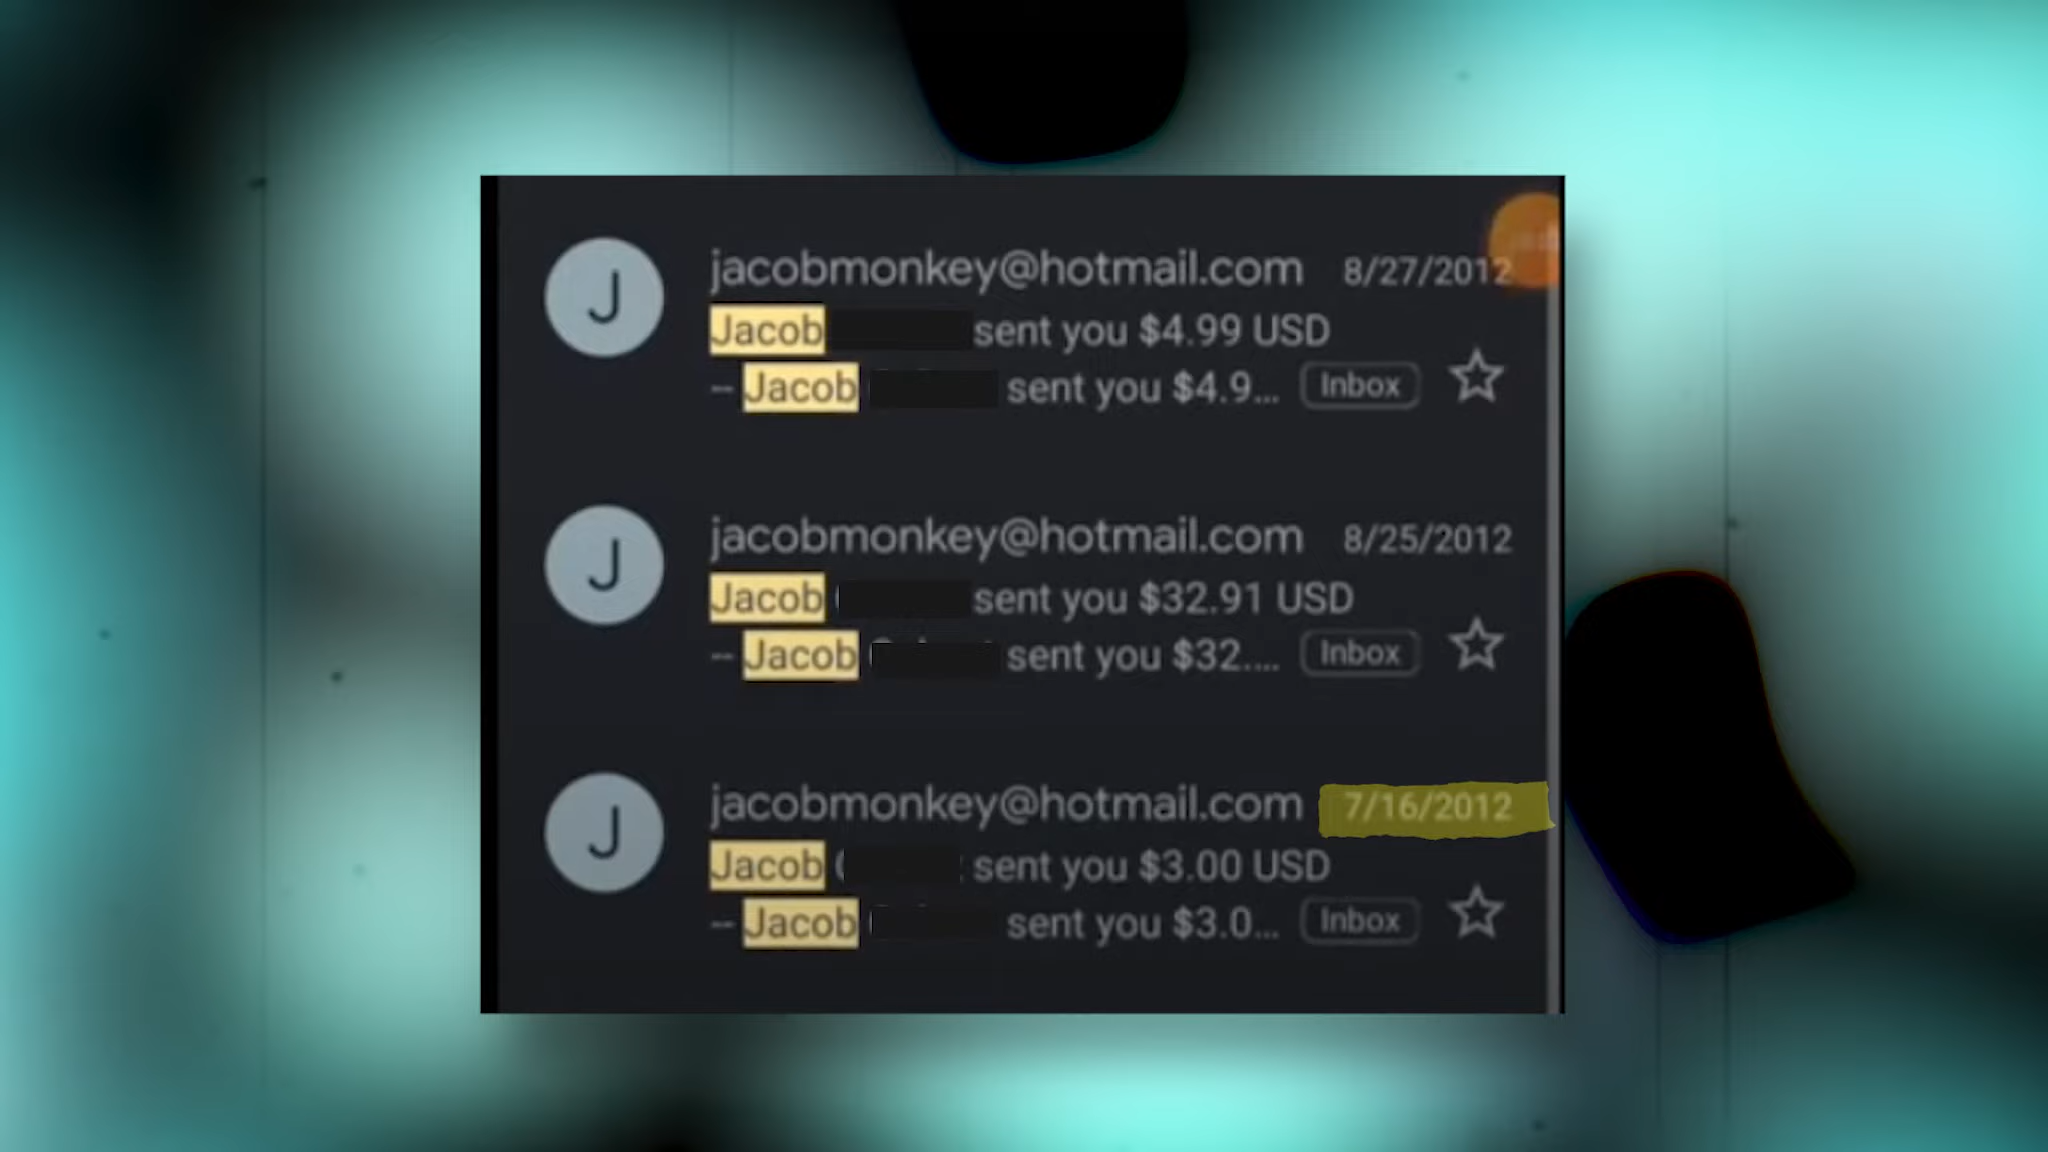 J
jacobmonkey@hotmail.com 8/27/2012
Jacob sent you $4.99 USD
-- Jacob sent you $4.9... Inbox
J
jacobmonkey@hotmail.com 8/25/2012
Jacob sent you $32.91 USD
-- Jacob sent you $32.... Inbox
J
jacobmonkey@hotmail.com 7/16/2012
Jacob sent you $3.00 USD
-- Jacob sent you $3.0... Inbox